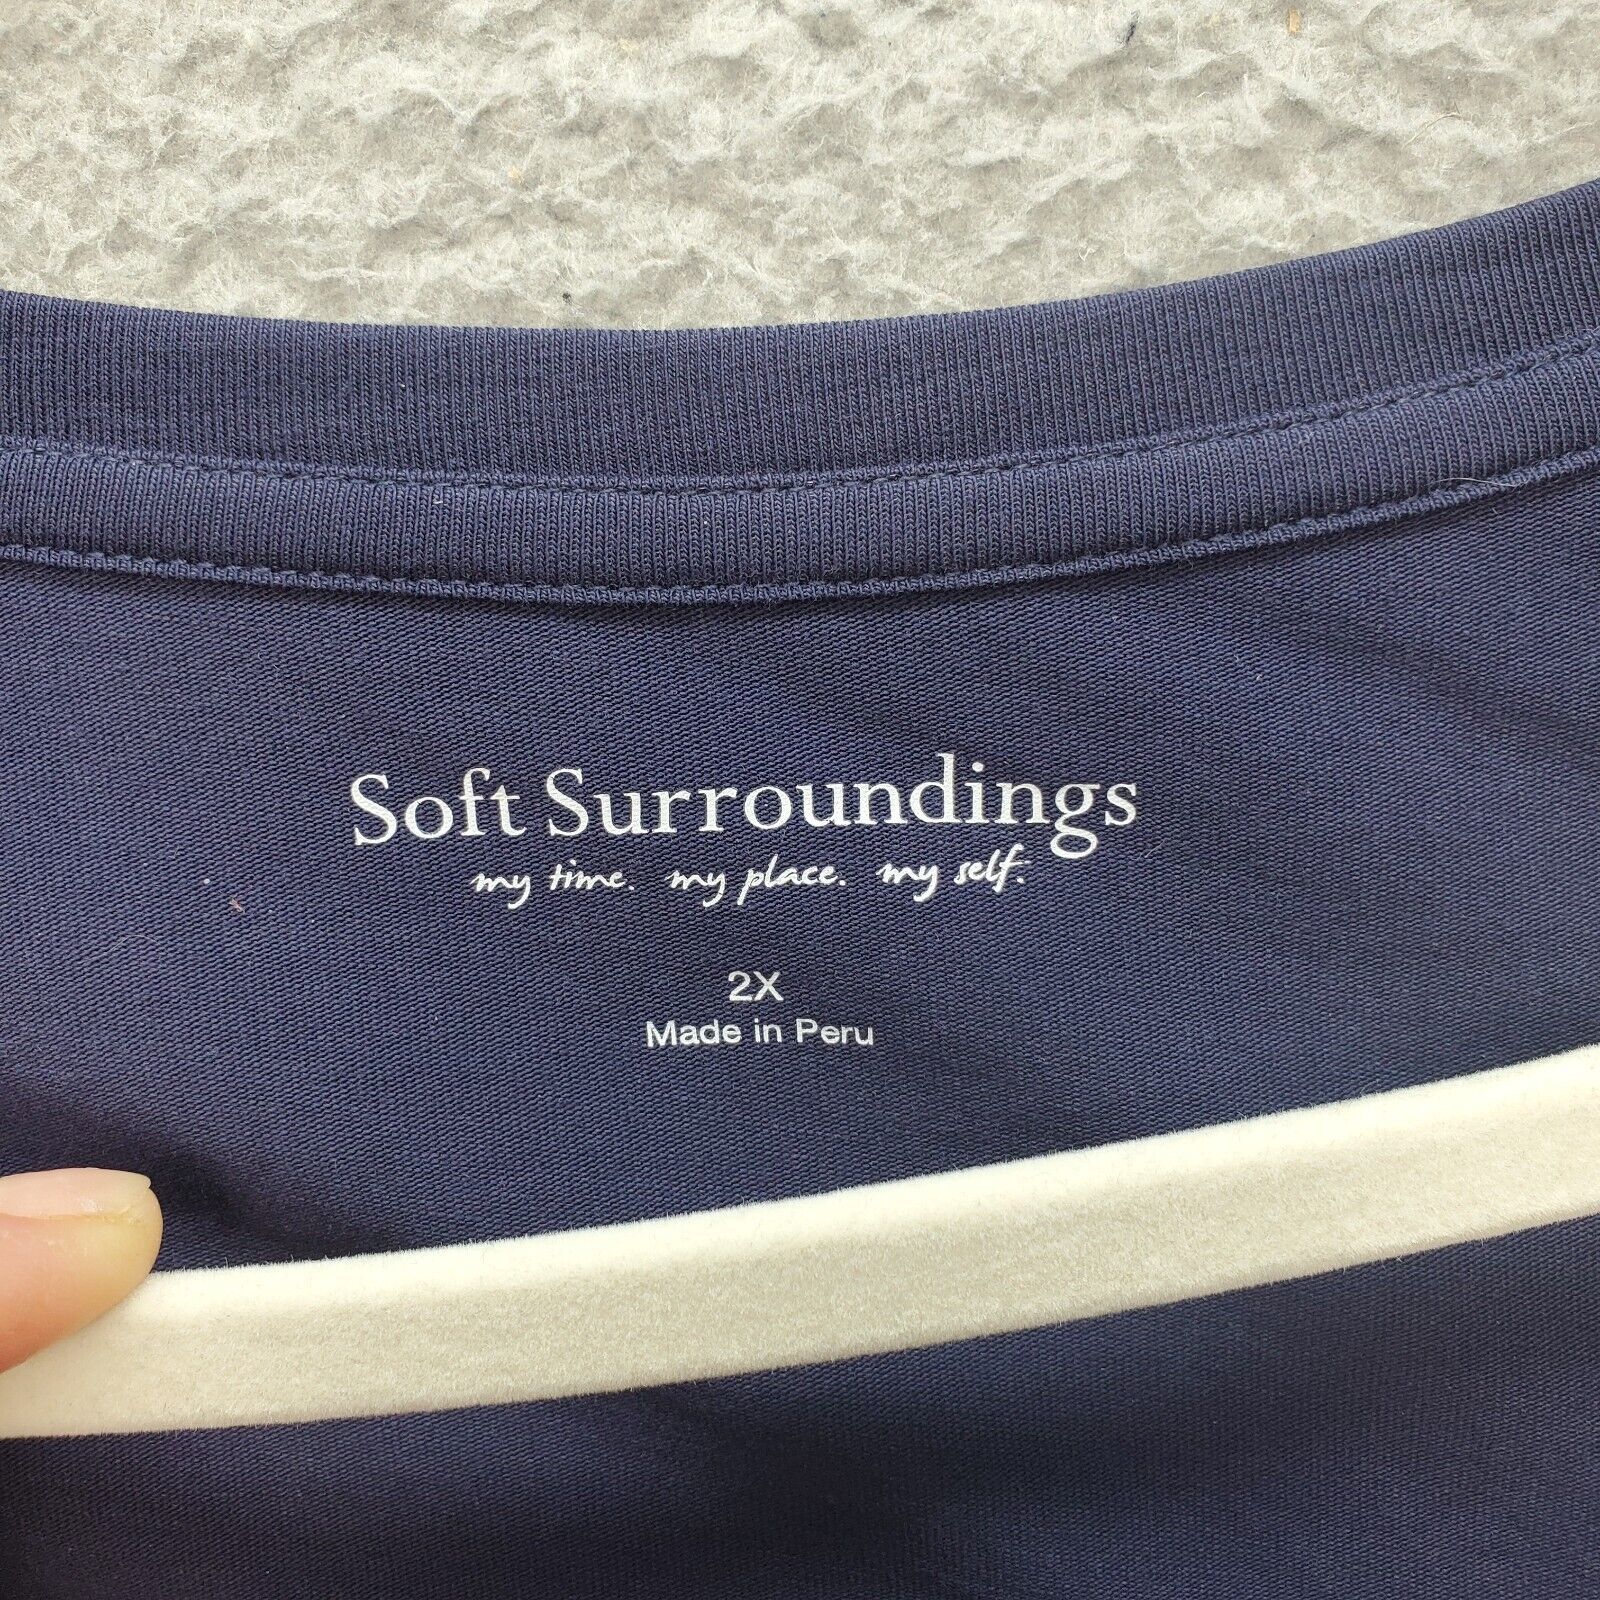 Soft Surroundings
my time. my place. my self.
2X
Made in Peru